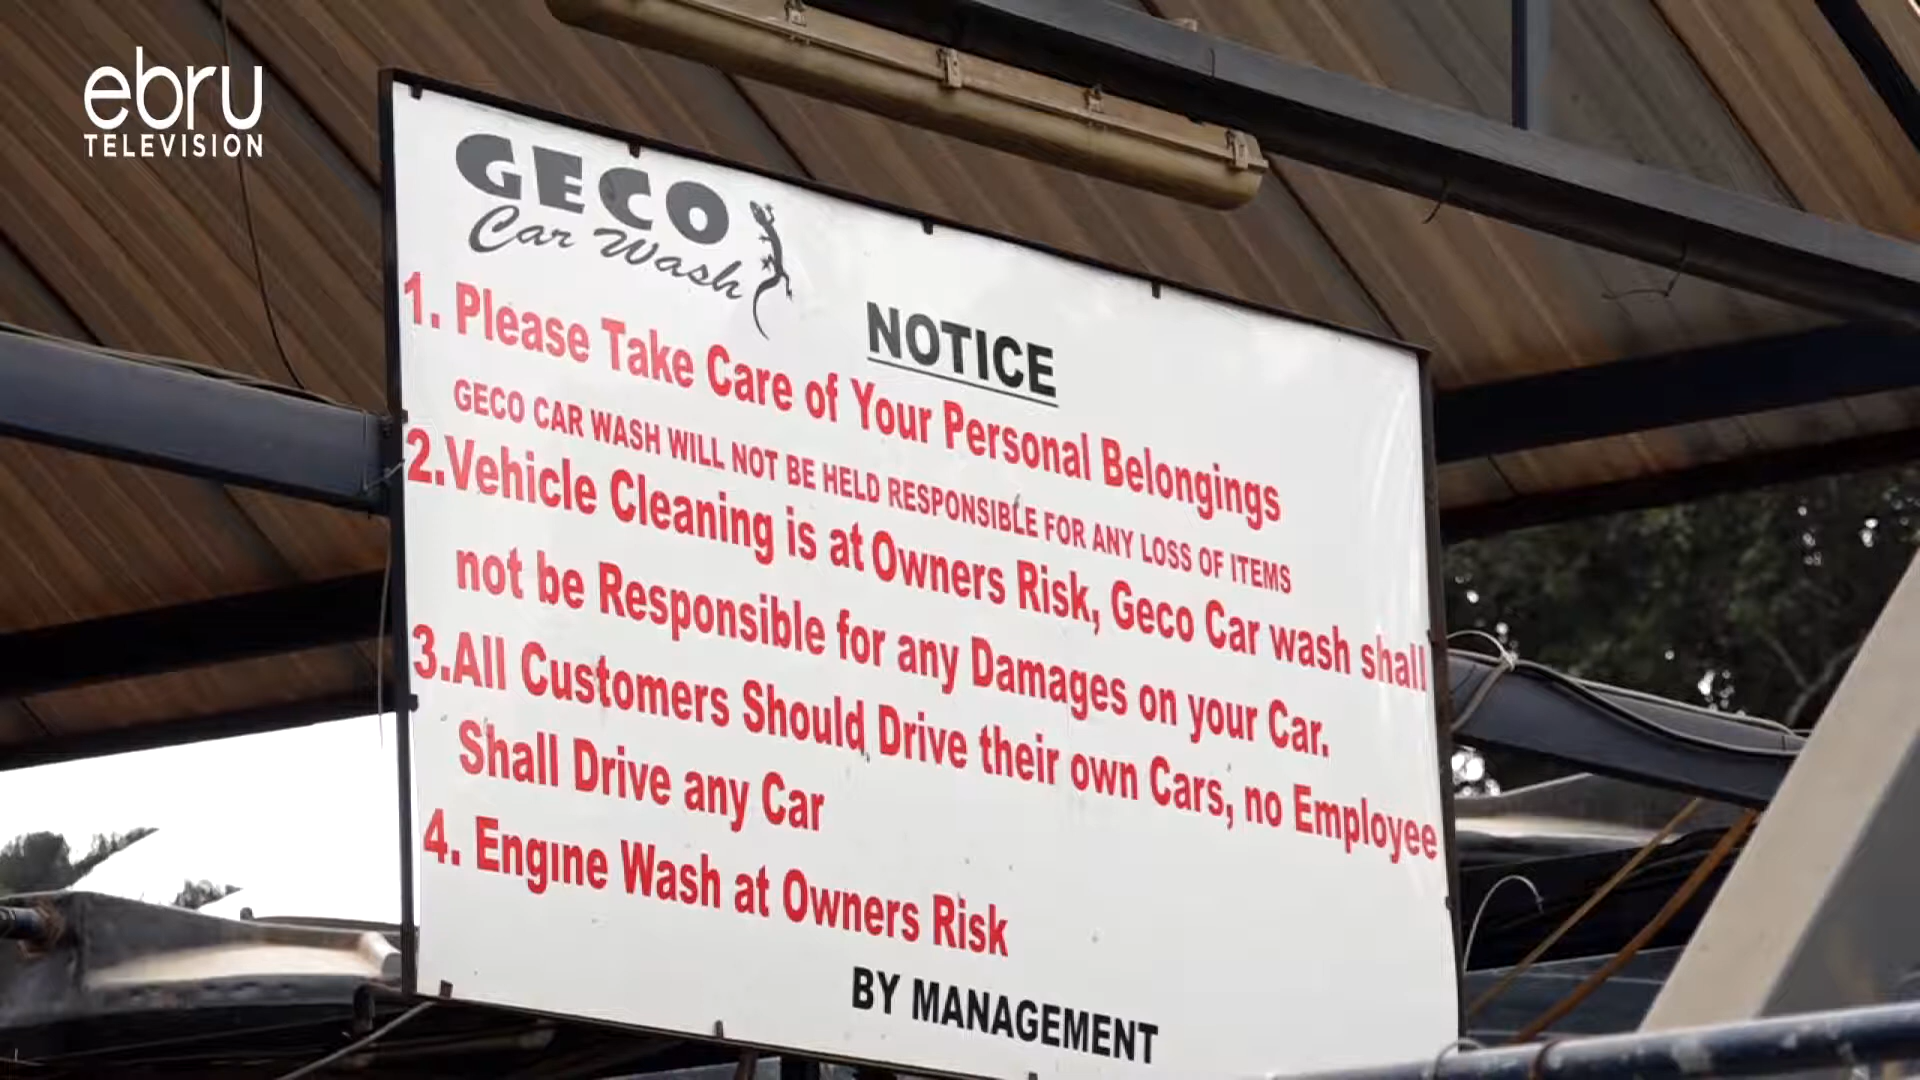 ebru
TELEVISION
GECO
Car Wash
NOTICE
1. Please Take Care of Your Personal Belongings
GECO CAR WASH WILL NOT BE HELD RESPONSIBLE FOR ANY LOSS OF ITEMS
2.Vehicle Cleaning is at Owners Risk, Geco Car wash shall
not be Responsible for any Damages on your Car.
3.All Customers Should Drive their own Cars, no Employee
Shall Drive any Car
4. Engine Wash at Owners Risk
BY MANAGEMENT